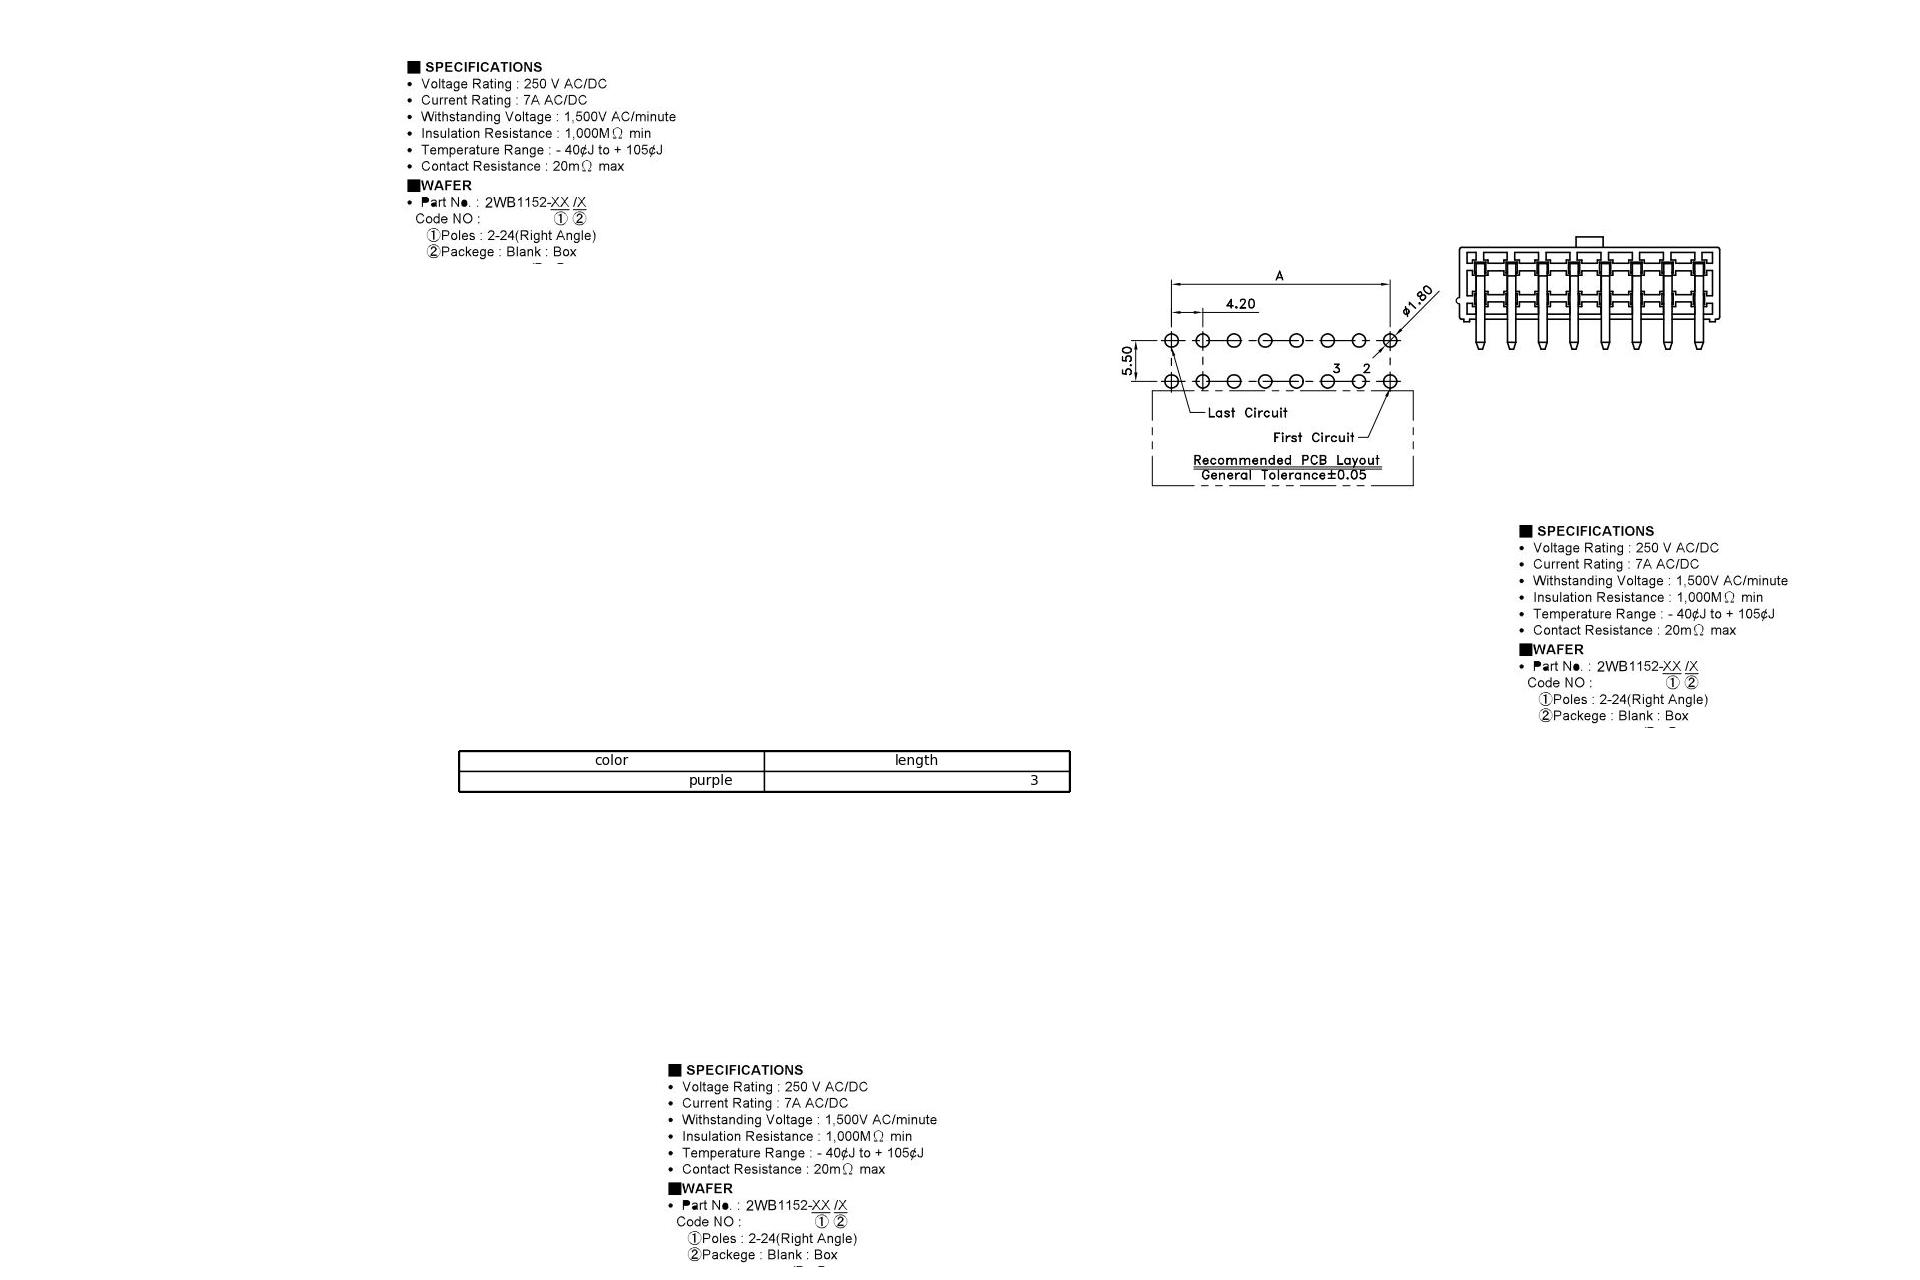 ■ SPECIFICATIONS
• Voltage Rating : 250 V AC/DC
• Current Rating : 7A AC/DC
• Withstanding Voltage : 1,500V AC/minute
• Insulation Resistance : 1,000MΩ min
• Temperature Range : - 40¢J to + 105¢J
• Contact Resistance : 20mΩ max
■WAFER
• Part No. : 2WB1152-XX /X
Code NO : ① ②
①Poles : 2-24(Right Angle)
②Packege : Blank : Box
A
4.20
ø1.80
5.50
3 2
Last Circuit
First Circuit
Recommended PCB Layout
General Tolerance±0.05
■ SPECIFICATIONS
• Voltage Rating : 250 V AC/DC
• Current Rating : 7A AC/DC
• Withstanding Voltage : 1,500V AC/minute
• Insulation Resistance : 1,000MΩ min
• Temperature Range : - 40¢J to + 105¢J
• Contact Resistance : 20mΩ max
■WAFER
• Part No. : 2WB1152-XX /X
Code NO : ① ②
①Poles : 2-24(Right Angle)
②Packege : Blank : Box
color length
purple 3
■ SPECIFICATIONS
• Voltage Rating : 250 V AC/DC
• Current Rating : 7A AC/DC
• Withstanding Voltage : 1,500V AC/minute
• Insulation Resistance : 1,000MΩ min
• Temperature Range : - 40¢J to + 105¢J
• Contact Resistance : 20mΩ max
■WAFER
• Part No. : 2WB1152-XX /X
Code NO : ① ②
①Poles : 2-24(Right Angle)
②Packege : Blank : Box